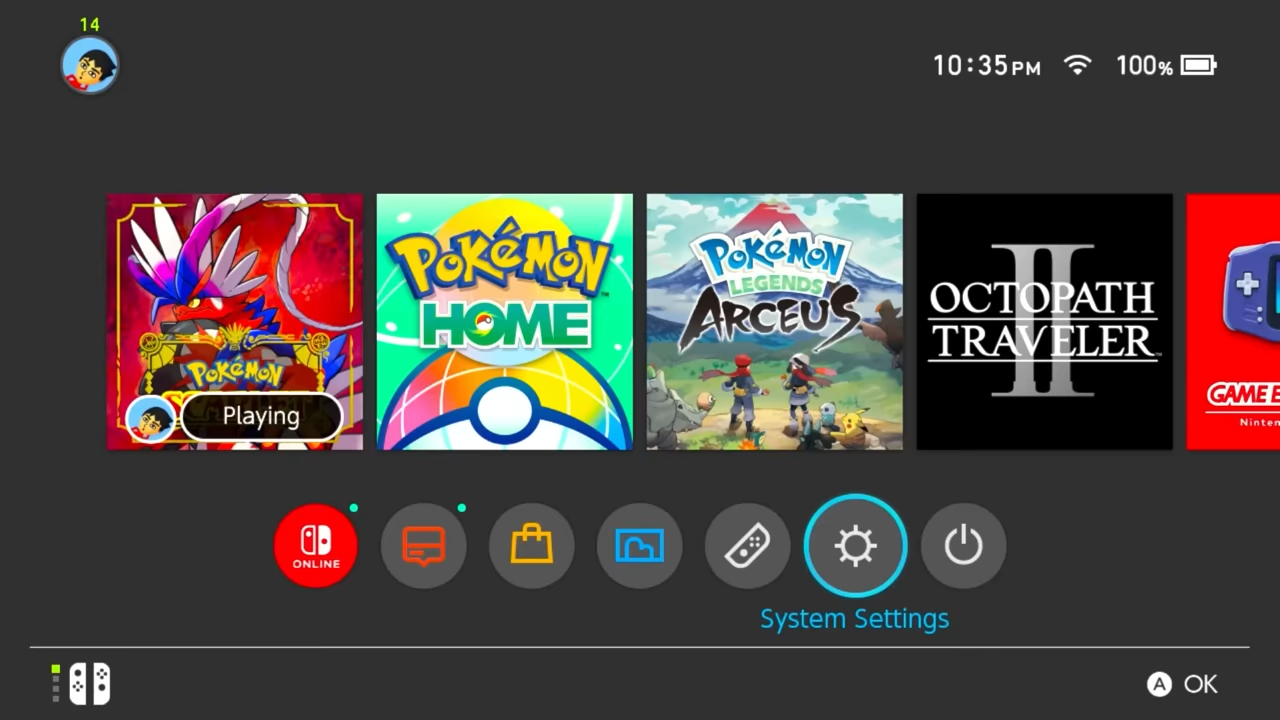 14
10:35PM 100%
POKéMON
Playing
POKéMON
HOME
POKéMON
LEGENDS
ARCEUS
II
OCTOPATH
TRAVELER
GAME
ONLINE
System Settings
A OK